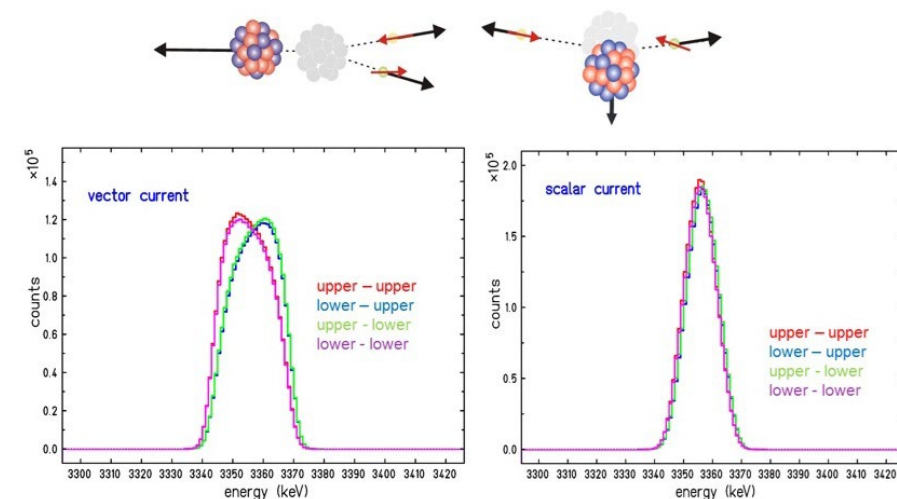 ×10⁵
1.4
1.2
1.0
0.8
0.6
0.4
0.2
0.0
counts
vector current
upper – upper
lower – upper
upper - lower
lower - lower
3300 3310 3320 3330 3340 3350 3360 3370 3380 3390 3400 3410 3420
energy (keV)
×10⁵
2.0
1.5
1.0
0.5
0.0
counts
scalar current
upper – upper
lower – upper
upper - lower
lower - lower
3300 3310 3320 3330 3340 3350 3360 3370 3380 3390 3400 3410 3420
energy (keV)